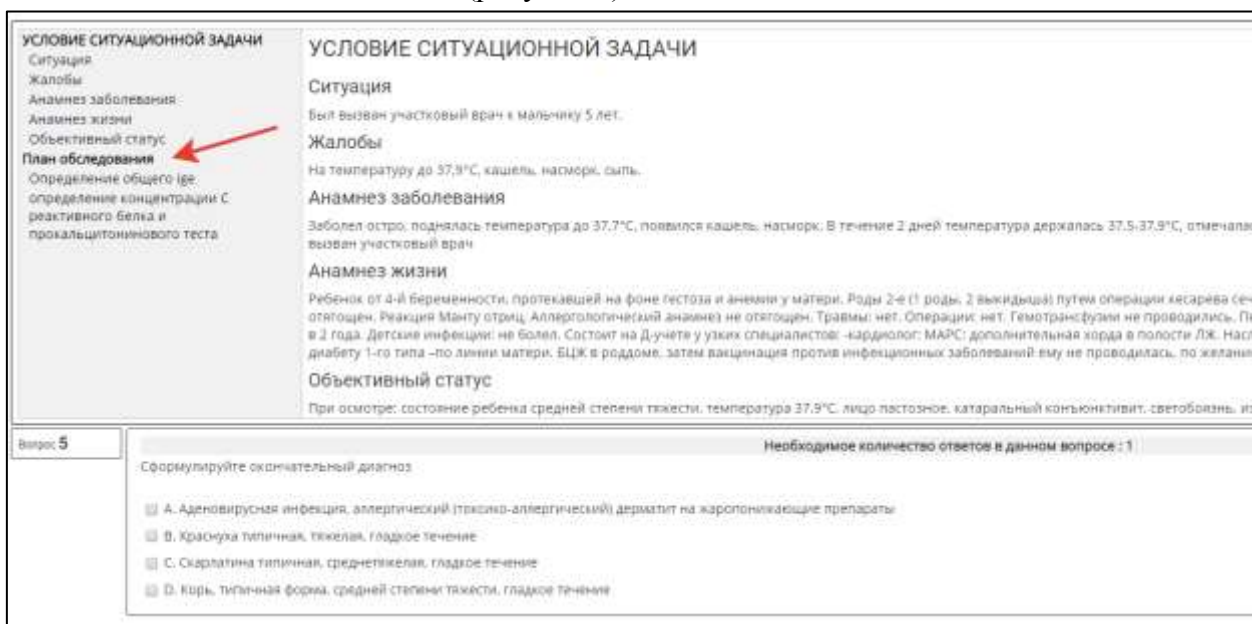 УСЛОВИЕ СИТУАЦИОННОЙ ЗАДАЧИ
Ситуация
Жалобы
Анамнез заболевания
Анамнез жизни
Объективный статус
План обследования
Определение общего ige
определение концентрации С
реактивного белка и
прокальцитонинового теста
УСЛОВИЕ СИТУАЦИОННОЙ ЗАДАЧИ
Ситуация
Был вызван участковый врач к мальчику 5 лет.
Жалобы
На температуру до 37,9°С, кашель, насморк, сыпь.
Анамнез заболевания
Заболел остро, поднялась температура до 37.7°С, появился кашель, насморк. В течение 2 дней температура держалась 37.5-37.9°С,
вызван участковый врач
Анамнез жизни
Ребенок от 4-й беременности, протекавшей на фоне гестоза и анемии у матери. Роды 2-е (1 роды, 2 выкидыша) путем операции кесарева
отягощен. Реакция Манту отриц. Аллергологический анамнез не отягощен. Травмы: нет. Операции: нет. Гемотрансфузии не проводились.
в 2 года. Детские инфекции: не болел. Состоит на Д-учете у узких специалистов: -кардиолог: МАРС: дополнительная хорда в полости ЛЖ.
диабету 1-го типа –по линии матери. БЦЖ в роддоме, затем вакцинация против инфекционных заболеваний ему не проводилась, по
Объективный статус
При осмотре: состояние ребенка средней степени тяжести, температура 37.9°С, лицо пастозное, катаральный конъюнктивит, светобоязнь,
Вопрос 5
Необходимое количество ответов в данном вопросе : 1
Сформулируйте окончательный диагноз
A. Аденовирусная инфекция, аллергический (токсико-аллергический) дерматит на жаропонижающие препараты
B. Краснуха типичная, тяжелая, гладкое течение
C. Скарлатина типичная, среднетяжелая, гладкое течение
D. Корь, типичная форма, средней степени тяжести, гладкое течение